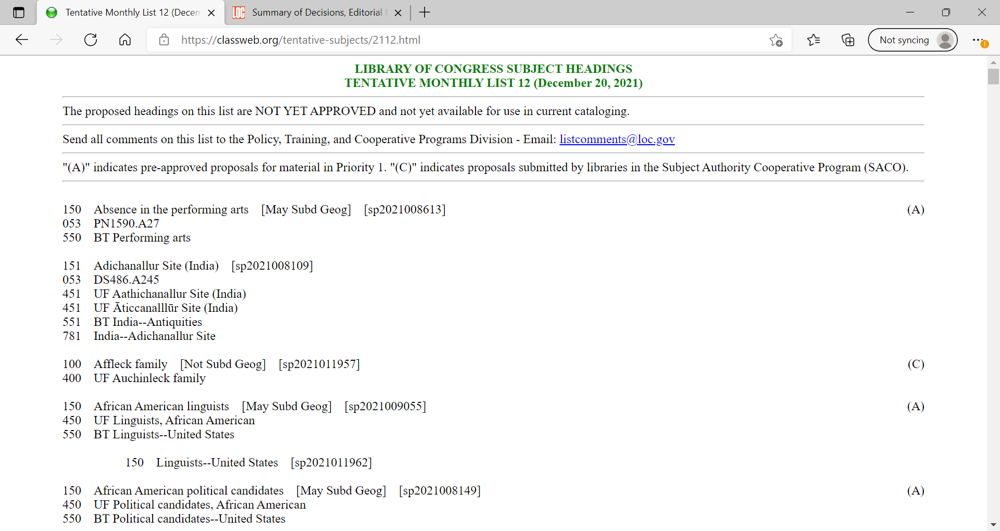 Tentative Monthly List 12 (Decem
Summary of Decisions, Editorial
https://classweb.org/tentative-subjects/2112.html
Not syncing
LIBRARY OF CONGRESS SUBJECT HEADINGS
TENTATIVE MONTHLY LIST 12 (December 20, 2021)
The proposed headings on this list are NOT YET APPROVED and not yet available for use in current cataloging.
Send all comments on this list to the Policy, Training, and Cooperative Programs Division - Email: listcomments@loc.gov
"(A)" indicates pre-approved proposals for material in Priority 1. "(C)" indicates proposals submitted by libraries in the Subject Authority Cooperative Program (SACO).
150 Absence in the performing arts [May Subd Geog] [sp2021008613] (A)
053 PN1590.A27
550 BT Performing arts
151 Adichanallur Site (India) [sp2021008109]
053 DS486.A245
451 UF Aathichanallur Site (India)
451 UF Āticcanalllūr Site (India)
551 BT India--Antiquities
781 India--Adichanallur Site
100 Affleck family [Not Subd Geog] [sp2021011957] (C)
400 UF Auchinleck family
150 African American linguists [May Subd Geog] [sp2021009055] (A)
450 UF Linguists, African American
550 BT Linguists--United States
150 Linguists--United States [sp2021011962]
150 African American political candidates [May Subd Geog] [sp2021008149] (A)
450 UF Political candidates, African American
550 BT Political candidates--United States